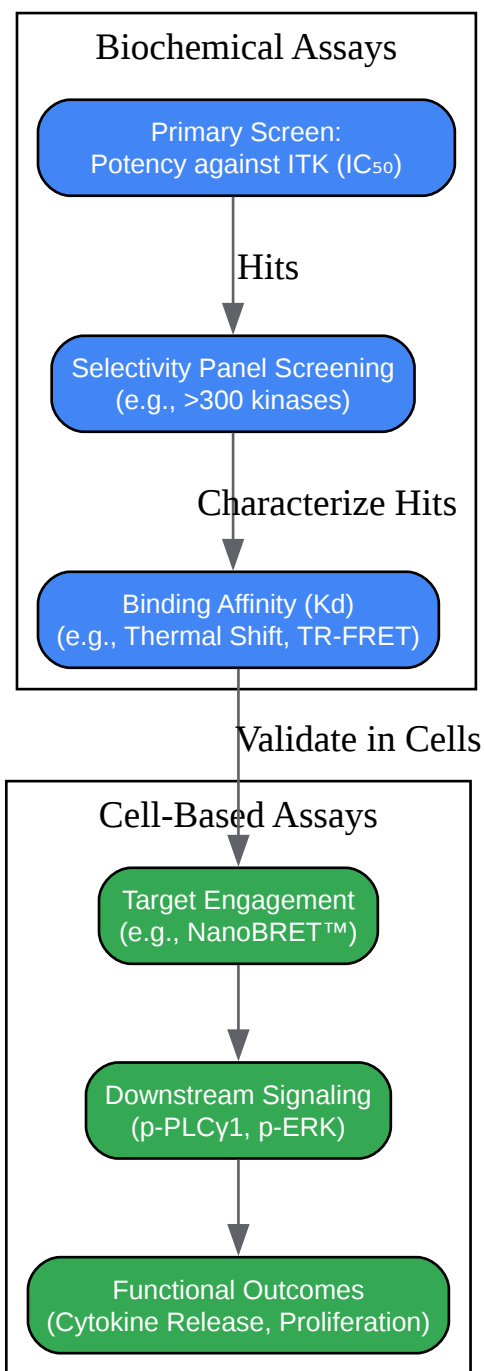 Biochemical Assays
Primary Screen:
Potency against ITK (IC₅₀)
Hits
Selectivity Panel Screening
(e.g., >300 kinases)
Characterize Hits
Binding Affinity (Kd)
(e.g., Thermal Shift, TR-FRET)
Validate in Cells
Cell-Based Assays
Target Engagement
(e.g., NanoBRET™)
Downstream Signaling
(p-PLCγ1, p-ERK)
Functional Outcomes
(Cytokine Release, Proliferation)